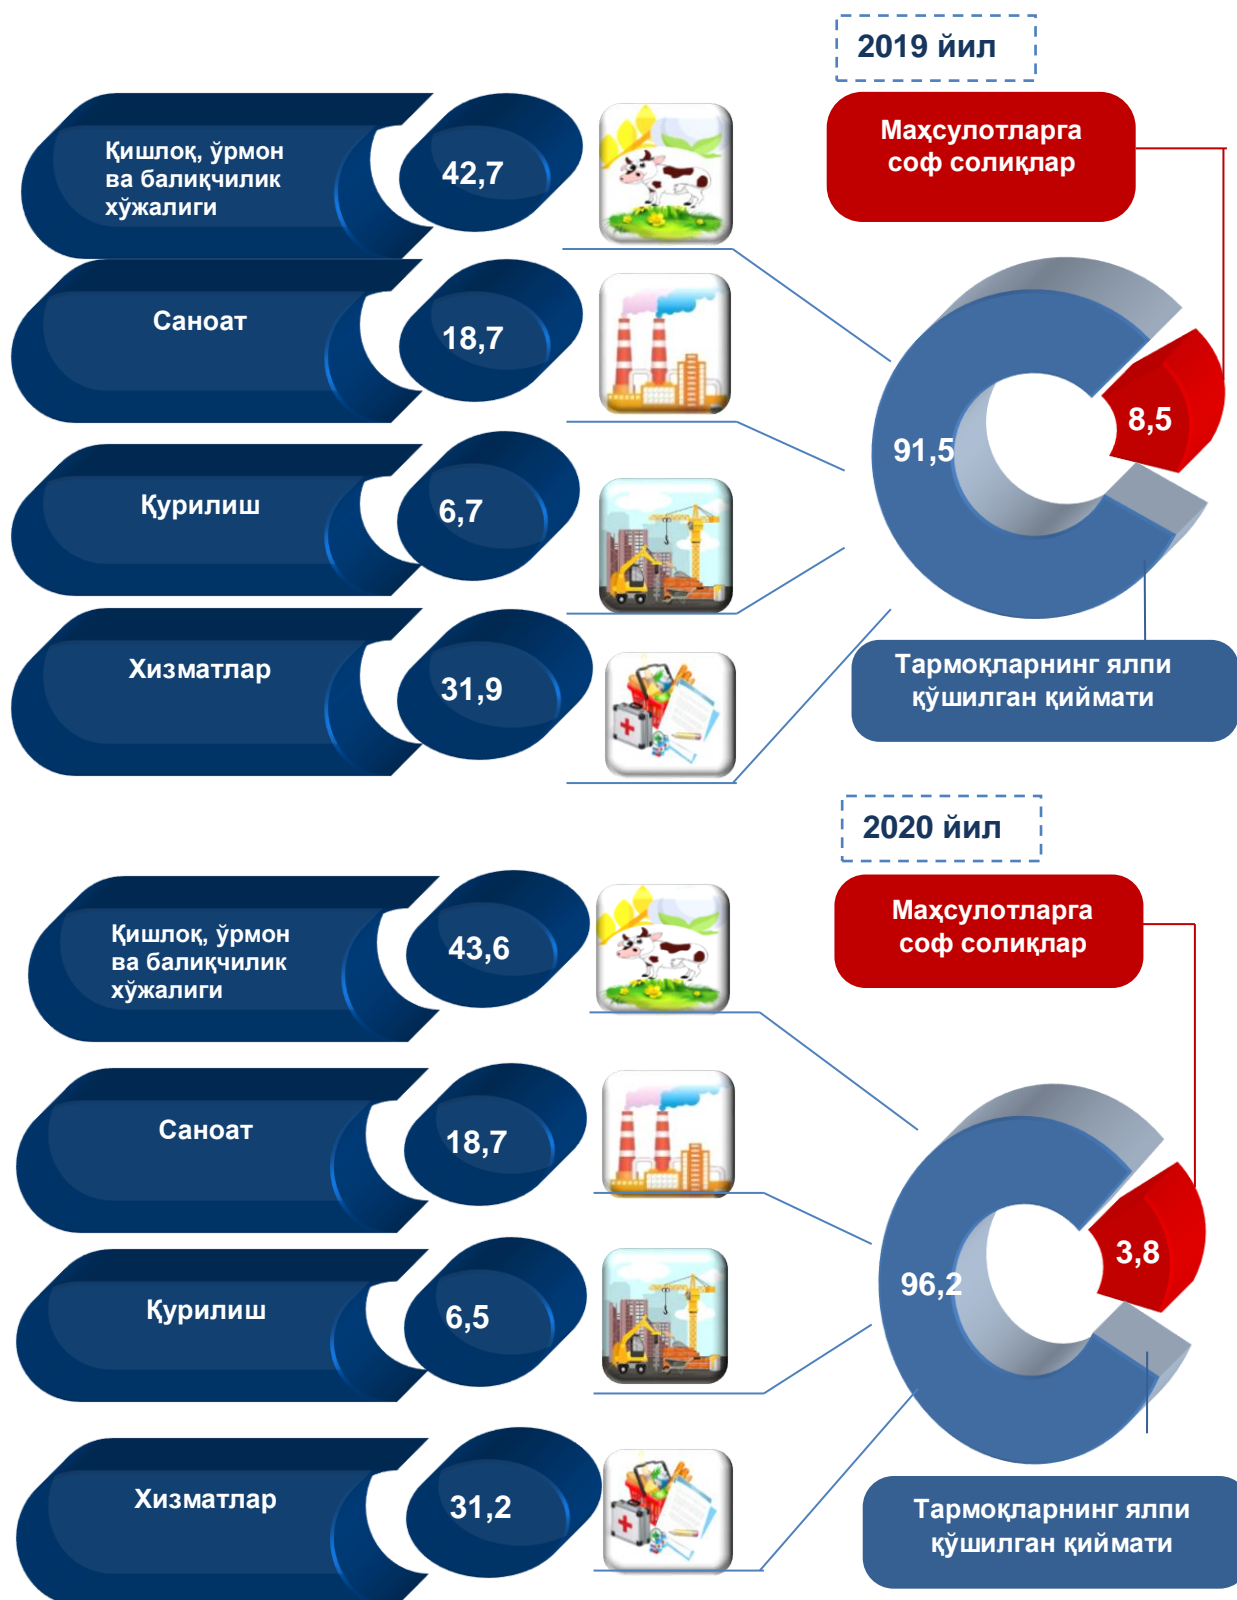 2019 йил
Маҳсулотларга
соф солиқлар
Қишлоқ, ўрмон
ва балиқчилик
хўжалиги
42,7
Саноат
18,7
Қурилиш
6,7
Хизматлар
31,9
91,5
8,5
Тармоқларнинг ялпи
қўшилган қиймати
2020 йил
Маҳсулотларга
соф солиқлар
Қишлоқ, ўрмон
ва балиқчилик
хўжалиги
43,6
Саноат
18,7
Қурилиш
6,5
Хизматлар
31,2
96,2
3,8
Тармоқларнинг ялпи
қўшилган қиймати